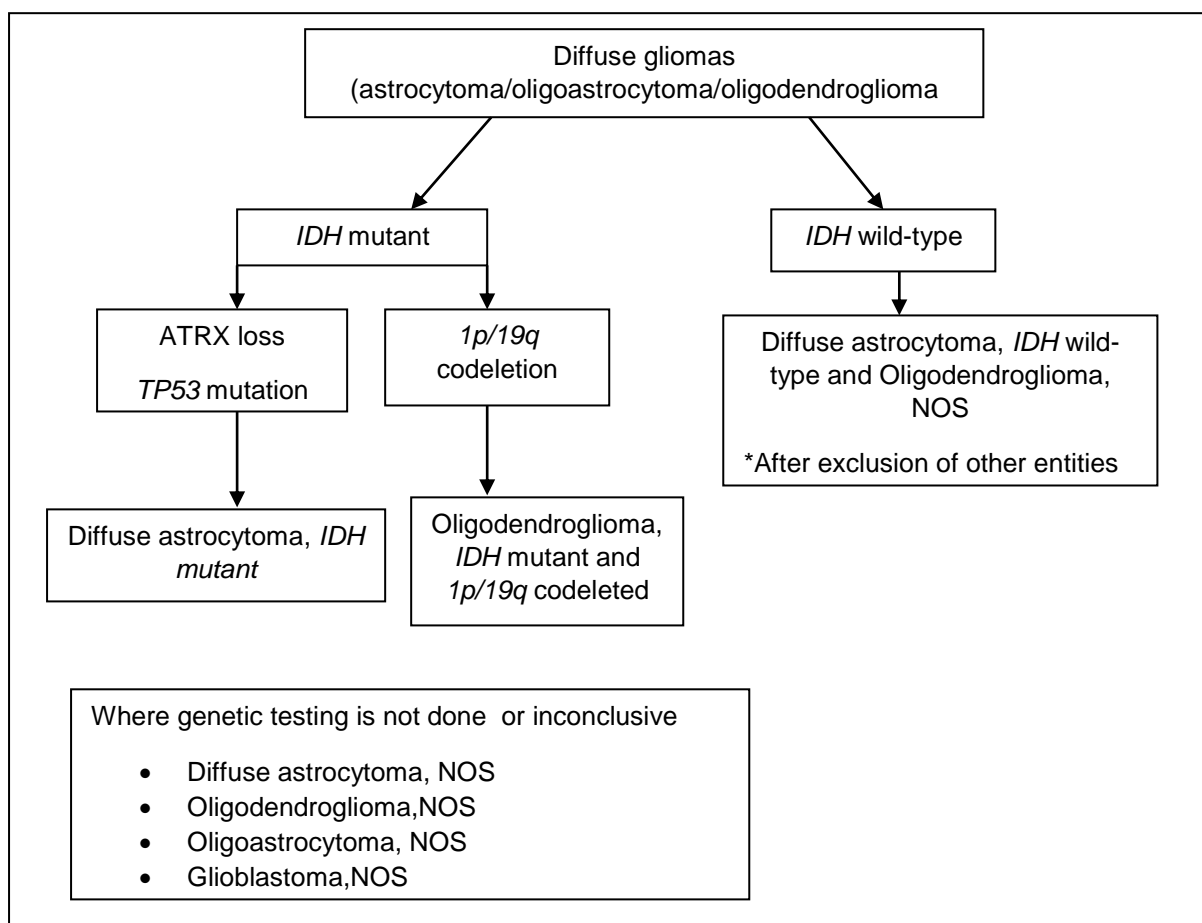 Diffuse gliomas
(astrocytoma/oligoastrocytoma/oligodendroglioma
IDH mutant
IDH wild-type
ATRX loss
TP53 mutation
1p/19q
codeletion
Diffuse astrocytoma, IDH wild-
type and Oligodendroglioma,
NOS
*After exclusion of other entities
Diffuse astrocytoma, IDH
mutant
Oligodendroglioma,
IDH mutant and
1p/19q codeleted
Where genetic testing is not done or inconclusive
• Diffuse astrocytoma, NOS
• Oligodendroglioma,NOS
• Oligoastrocytoma, NOS
• Glioblastoma,NOS